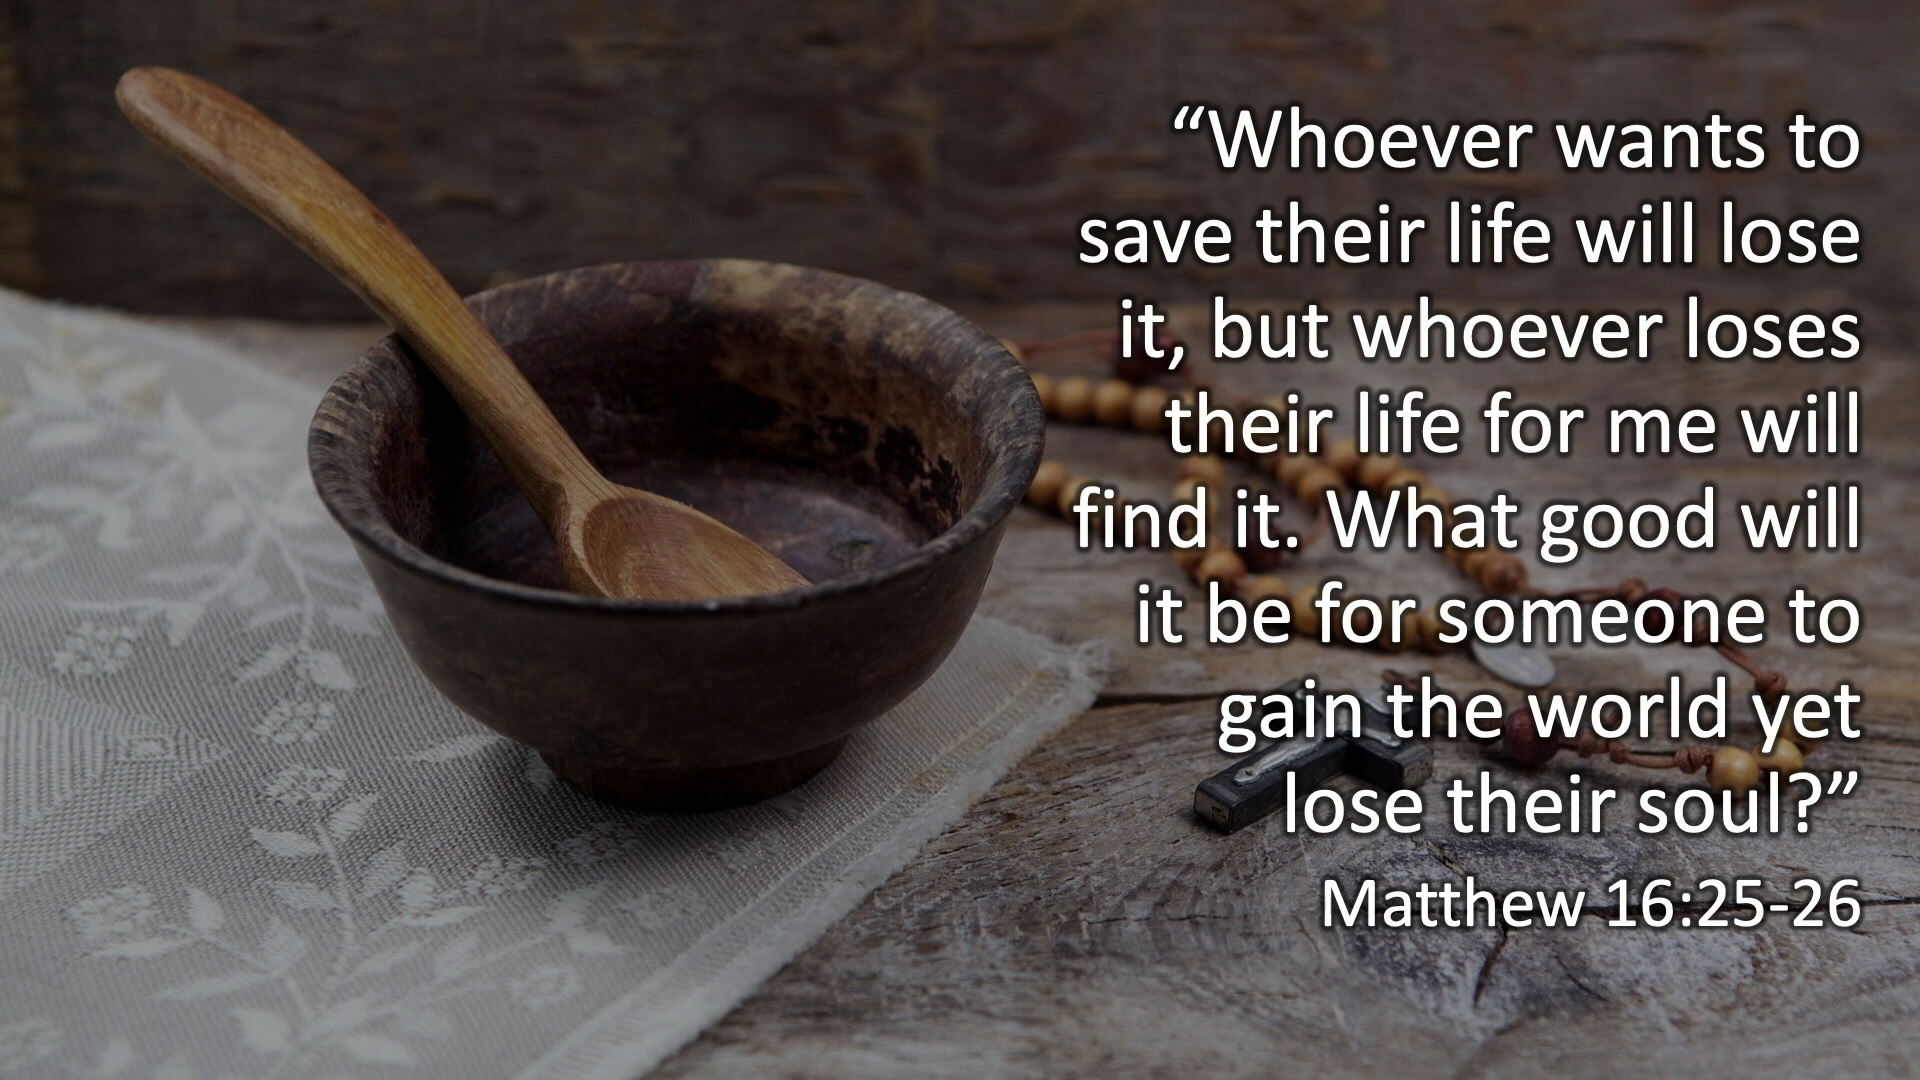 “Whoever wants to
save their life will lose
it, but whoever loses
their life for me will
find it. What good will
it be for someone to
gain the world yet
lose their soul?”
Matthew 16:25-26